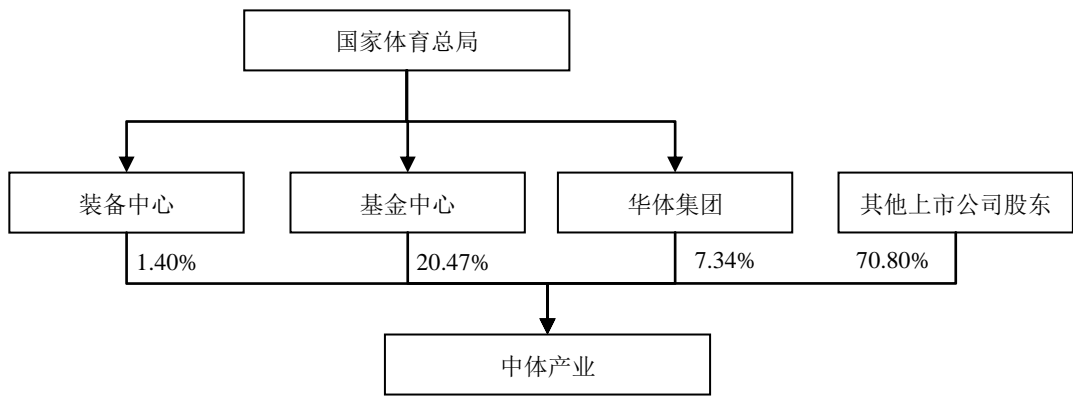 国家体育总局
装备中心
基金中心
华体集团
其他上市公司股东
1.40%
20.47%
7.34%
70.80%
中体产业